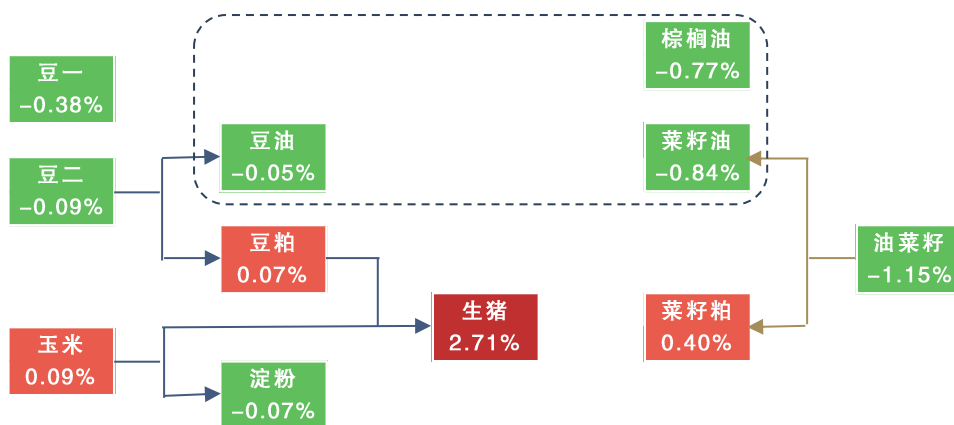 棕榈油
-0.77%
豆一
-0.38%
豆油
-0.05%
菜籽油
-0.84%
豆二
-0.09%
豆粕
0.07%
油菜籽
-1.15%
生猪
2.71%
菜籽粕
0.40%
玉米
0.09%
淀粉
-0.07%